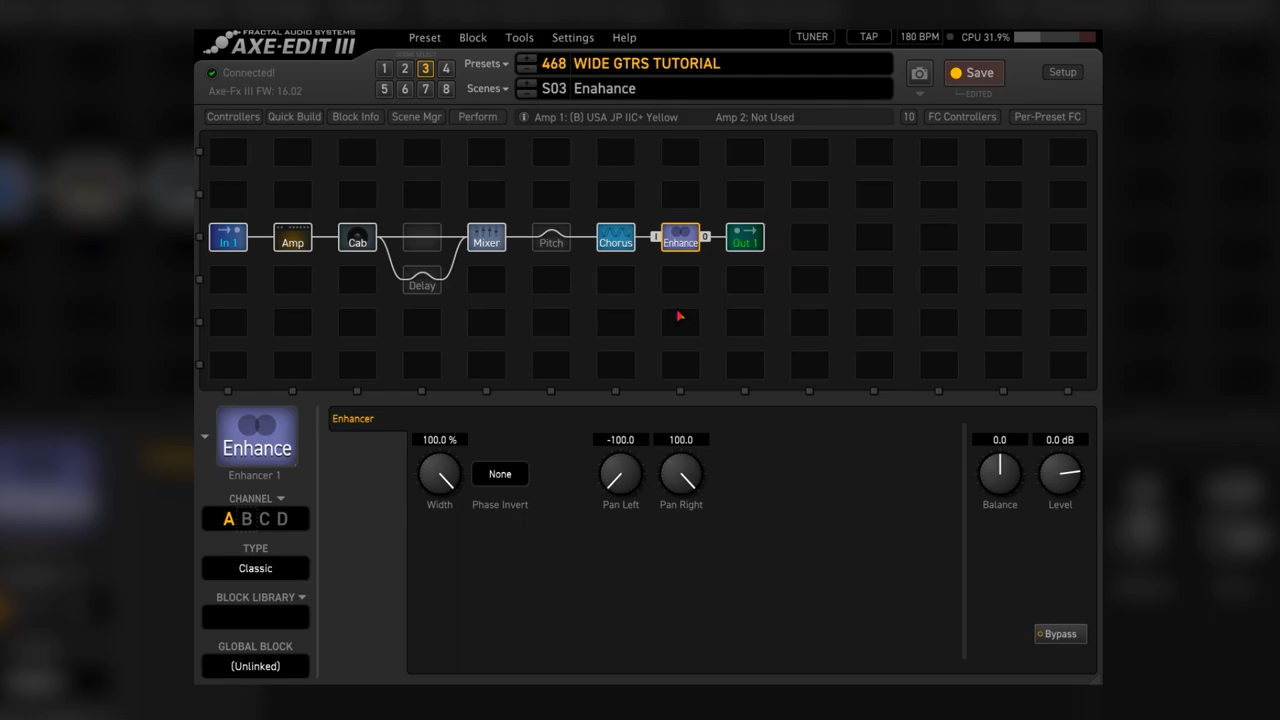 FRACTAL AUDIO SYSTEMS
AXE-EDIT III
Preset Block Tools Settings Help
TUNER TAP 180 BPM CPU 31.9%
Connected!
Axe-Fx III FW: 16.02
SCENE SELECT
1 2 3 4
5 6 7 8
Presets 468 WIDE GTRS TUTORIAL
Scenes S03 Enahance
Save
EDITED
Setup
Controllers Quick Build Block Info Scene Mgr Perform Amp 1: (B) USA JP IIC+ Yellow Amp 2: Not Used 10 FC Controllers Per-Preset FC
In 1 Amp Cab Mixer Pitch Chorus I Enhance O Out 1
Delay
Enhance
Enhancer 1
CHANNEL
A B C D
TYPE
Classic
BLOCK LIBRARY
GLOBAL BLOCK
(Unlinked)
Enhancer
100.0 % -100.0 100.0 0.0 0.0 dB
None
Width Phase Invert Pan Left Pan Right Balance Level
Bypass